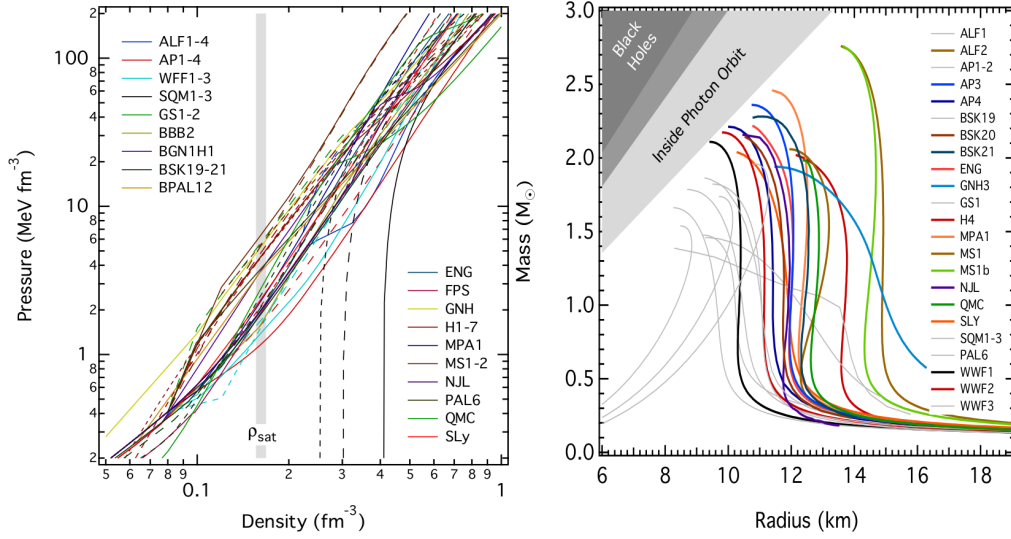 100
8
6
4
2
10
8
6
4
2
1
8
6
4
2
Pressure (MeV fm⁻³)
ALF1-4
AP1-4
WFF1-3
SQM1-3
GS1-2
BBB2
BGN1H1
BSK19-21
BPAL12
ENG
FPS
GNH
H1-7
MPA1
MS1-2
NJL
PAL6
QMC
SLy
ρsat
5 6 7 8 9 0.1 2 3 4 5 6 7 8 9 1
Density (fm⁻³)
3.0
2.5
2.0
1.5
1.0
0.5
0.0
Mass (M☉)
Black
Holes
Inside Photon Orbit
ALF1
ALF2
AP1-2
AP3
AP4
BSK19
BSK20
BSK21
ENG
GNH3
GS1
H4
MPA1
MS1
MS1b
NJL
QMC
SLY
SQM1-3
PAL6
WWF1
WWF2
WWF3
6 8 10 12 14 16 18
Radius (km)